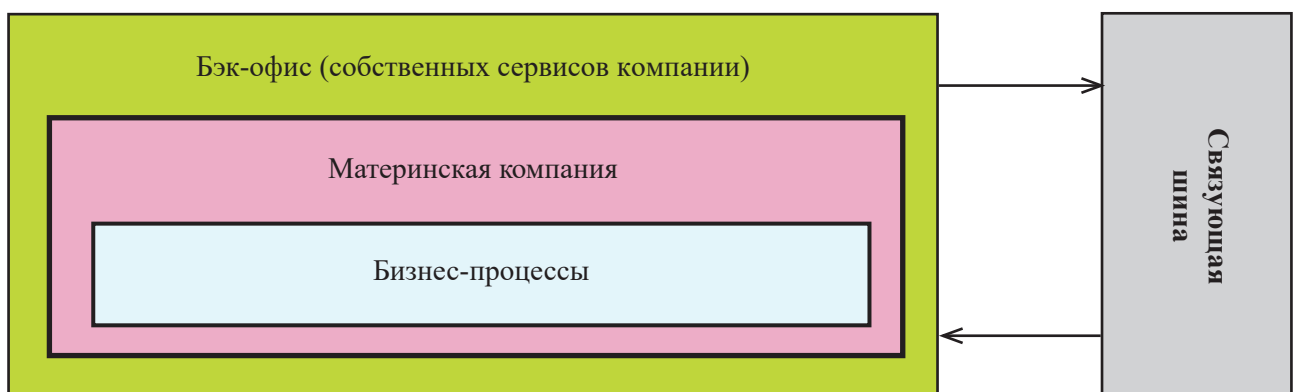 Бэк-офис (собственных сервисов компании)
Материнская компания
Бизнес-процессы
Связующая
шина